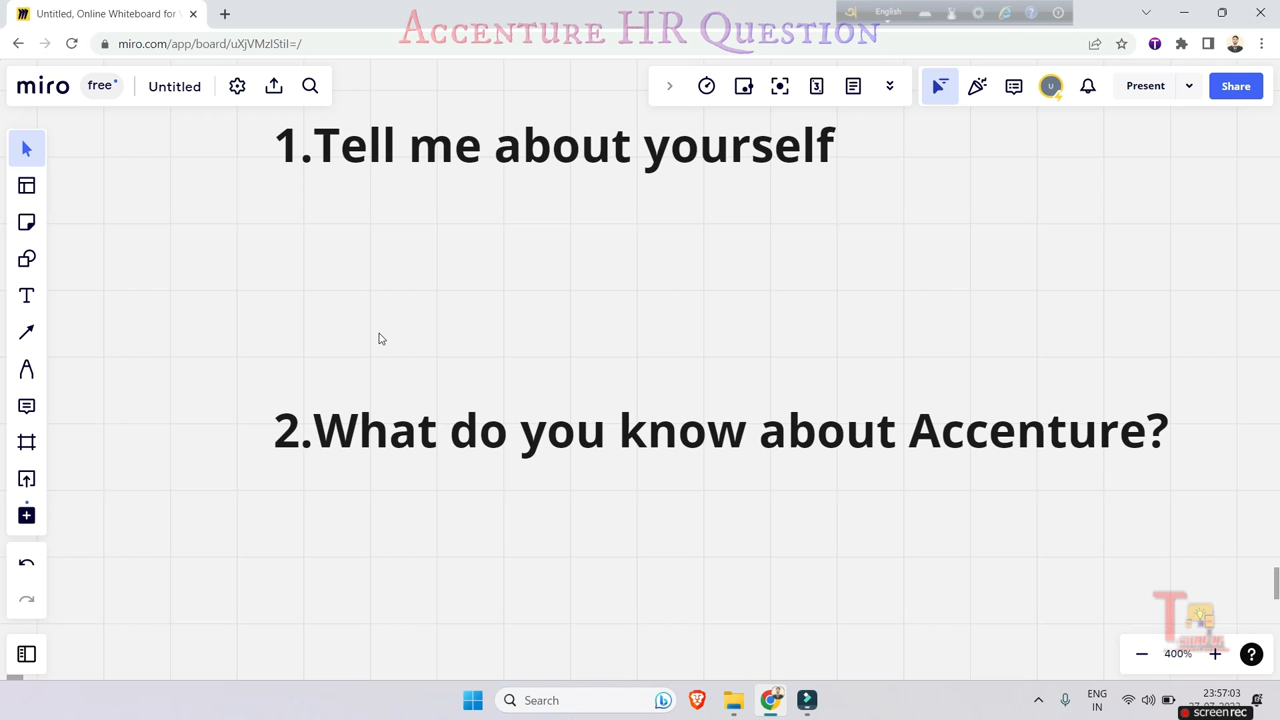 Untitled, Online Whiteboard for
Accenture HR Question
English
miro.com/app/board/uXjVMzlStiI=/
miro free Untitled
Present
Share
1.Tell me about yourself
2.What do you know about Accenture?
400%
Search
ENG
IN
23:57:03
screenrec